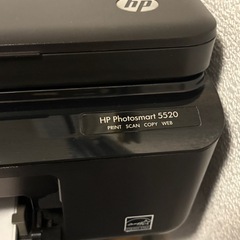 hp
HP Photosmart 5520
PRINT SCAN COPY WEB